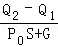 Q₂ − Q₁
P₀S+G